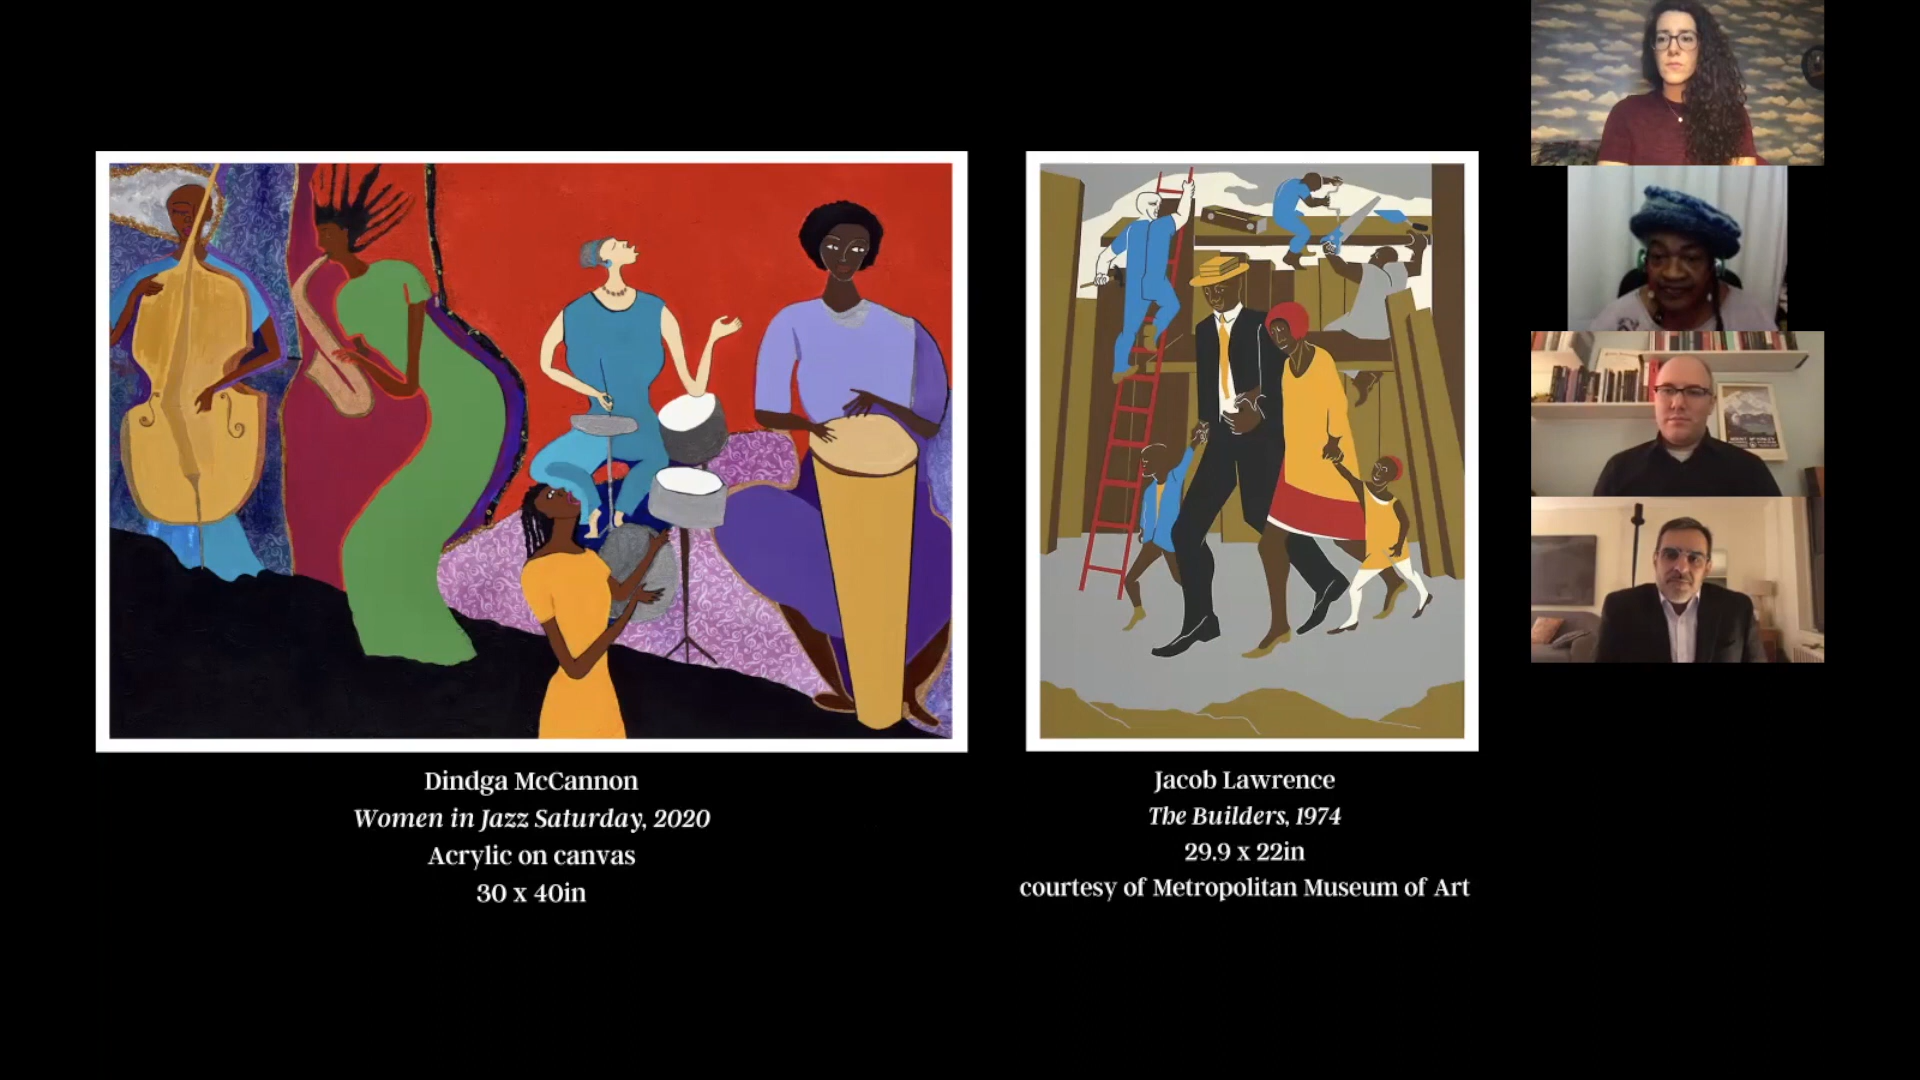 Dindga McCannon
Women in Jazz Saturday, 2020
Acrylic on canvas
30 x 40in
Jacob Lawrence
The Builders, 1974
29.9 x 22in
courtesy of Metropolitan Museum of Art